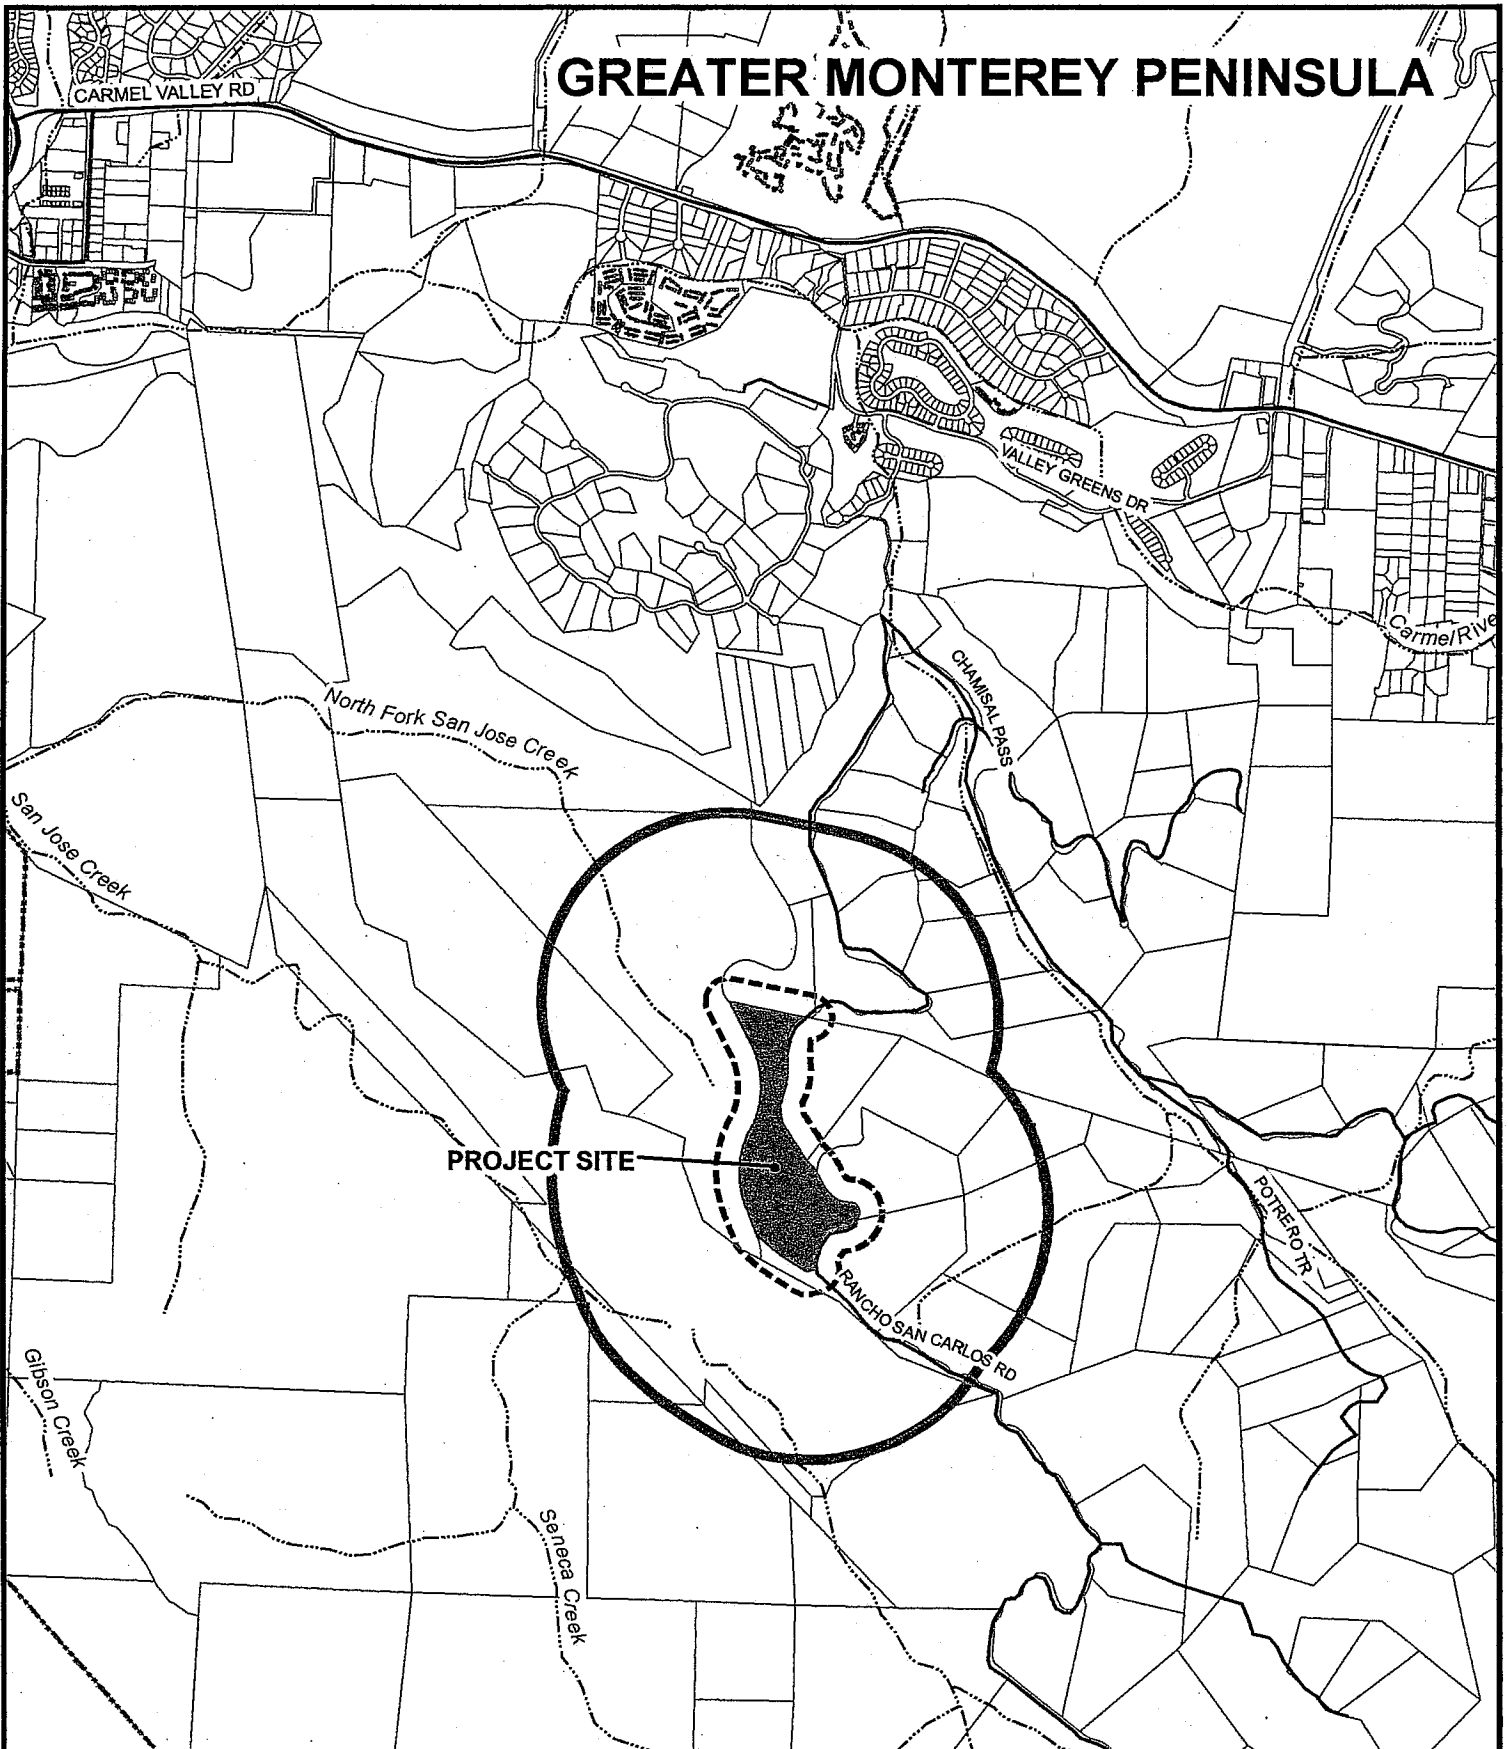 GREATER MONTEREY PENINSULA
CARMEL VALLEY RD
VALLEY GREENS DR
Carmel Rive
CHAMISAL PASS
North Fork San Jose Creek
San Jose Creek
PROJECT SITE
POTRERO TR
RANCHO SAN CARLOS RD
Gibson Creek
Seneca Creek